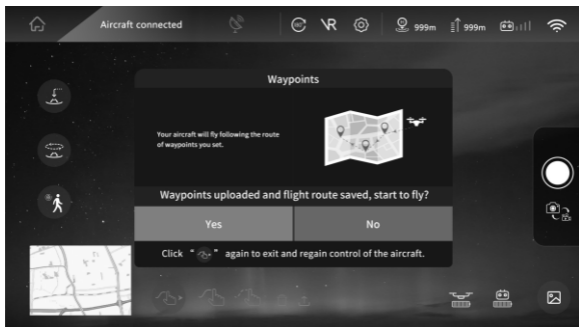 Aircraft connected
VR
999m
999m
Waypoints
Your aircraft will fly following the route
of waypoints you set.
Waypoints uploaded and flight route saved, start to fly?
Yes
No
Click " " again to exit and regain control of the aircraft.